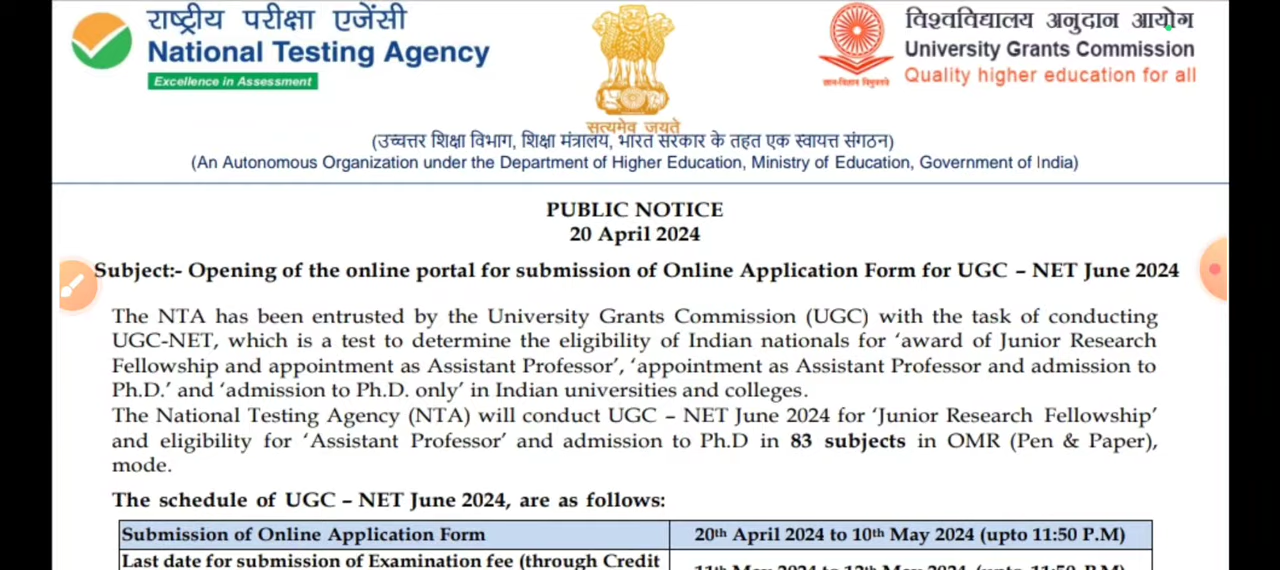 राष्ट्रीय परीक्षा एजेंसी
National Testing Agency
Excellence in Assessment
सत्यमेव जयते
विश्वविद्यालय अनुदान आयोग
University Grants Commission
Quality higher education for all
ज्ञान-विज्ञान विमुक्तये
(उच्चत्तर शिक्षा विभाग, शिक्षा मंत्रालय, भारत सरकार के तहत एक स्वायत्त संगठन)
(An Autonomous Organization under the Department of Higher Education, Ministry of Education, Government of India)
PUBLIC NOTICE
20 April 2024
Subject:- Opening of the online portal for submission of Online Application Form for UGC – NET June 2024
The NTA has been entrusted by the University Grants Commission (UGC) with the task of conducting
UGC-NET, which is a test to determine the eligibility of Indian nationals for ‘award of Junior Research
Fellowship and appointment as Assistant Professor’, ‘appointment as Assistant Professor and admission to
Ph.D.’ and ‘admission to Ph.D. only’ in Indian universities and colleges.
The National Testing Agency (NTA) will conduct UGC – NET June 2024 for ‘Junior Research Fellowship’
and eligibility for ‘Assistant Professor’ and admission to Ph.D in 83 subjects in OMR (Pen & Paper),
mode.
The schedule of UGC – NET June 2024, are as follows:
Submission of Online Application Form 20th April 2024 to 10th May 2024 (upto 11:50 P.M)
Last date for submission of Examination fee (through Credit